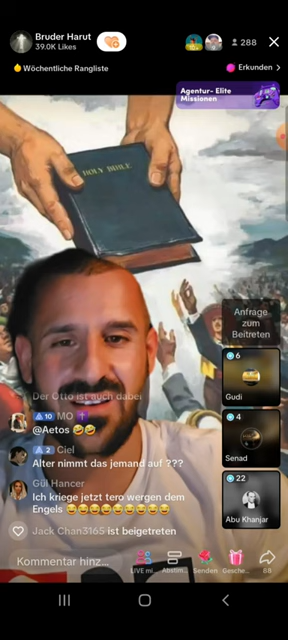 Bruder Harut
39.0K Likes
288
Wöchentliche Rangliste
Erkunden >
Agentur- Elite
Missionen
HOLY BIBLE
Anfrage
zum
Beitreten
6
Gudi
4
Senad
22
Abu Khanjar
Der Otto ist auch dabei
10 MO
@Aetos 🤣🤣
2 Ciel
Alter nimmt das jemand auf ???
Gül Hancer
Ich kriege jetzt tero wergen dem
Engels 😂😂😂😂😂😂😂😂
Jack Chan3165 ist beigetreten
Kommentar hinz...
LIVE mi...
Abstim...
Senden
Gesche...
88